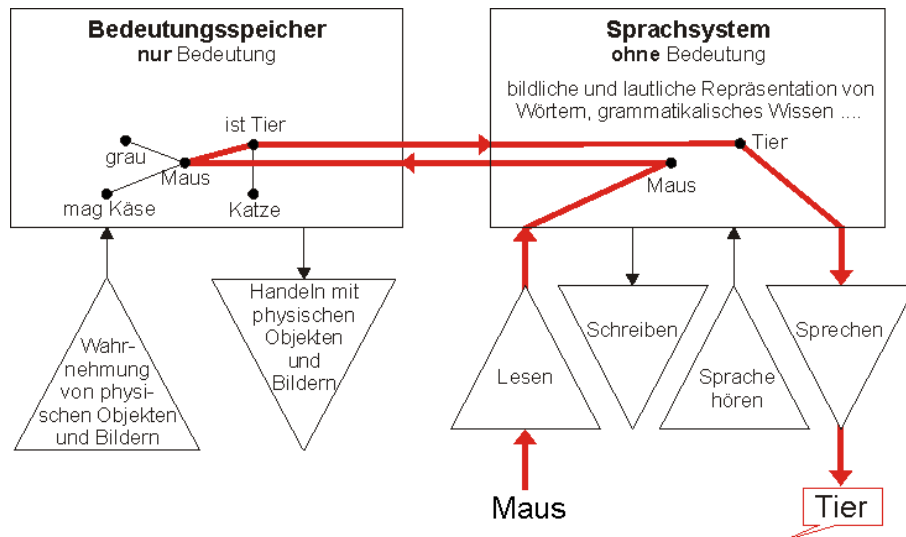 Bedeutungsspeicher
nur Bedeutung
ist Tier
grau
Maus
mag Käse
Katze
Sprachsystem
ohne Bedeutung
bildliche und lautliche Repräsentation von
Wörtern, grammatikalisches Wissen ....
Tier
Maus
Wahr-
nehmung
von physi-
schen Objekten
und Bildern
Handeln mit
physischen
Objekten
und
Bildern
Lesen
Schreiben
Sprache
hören
Sprechen
Maus
Tier